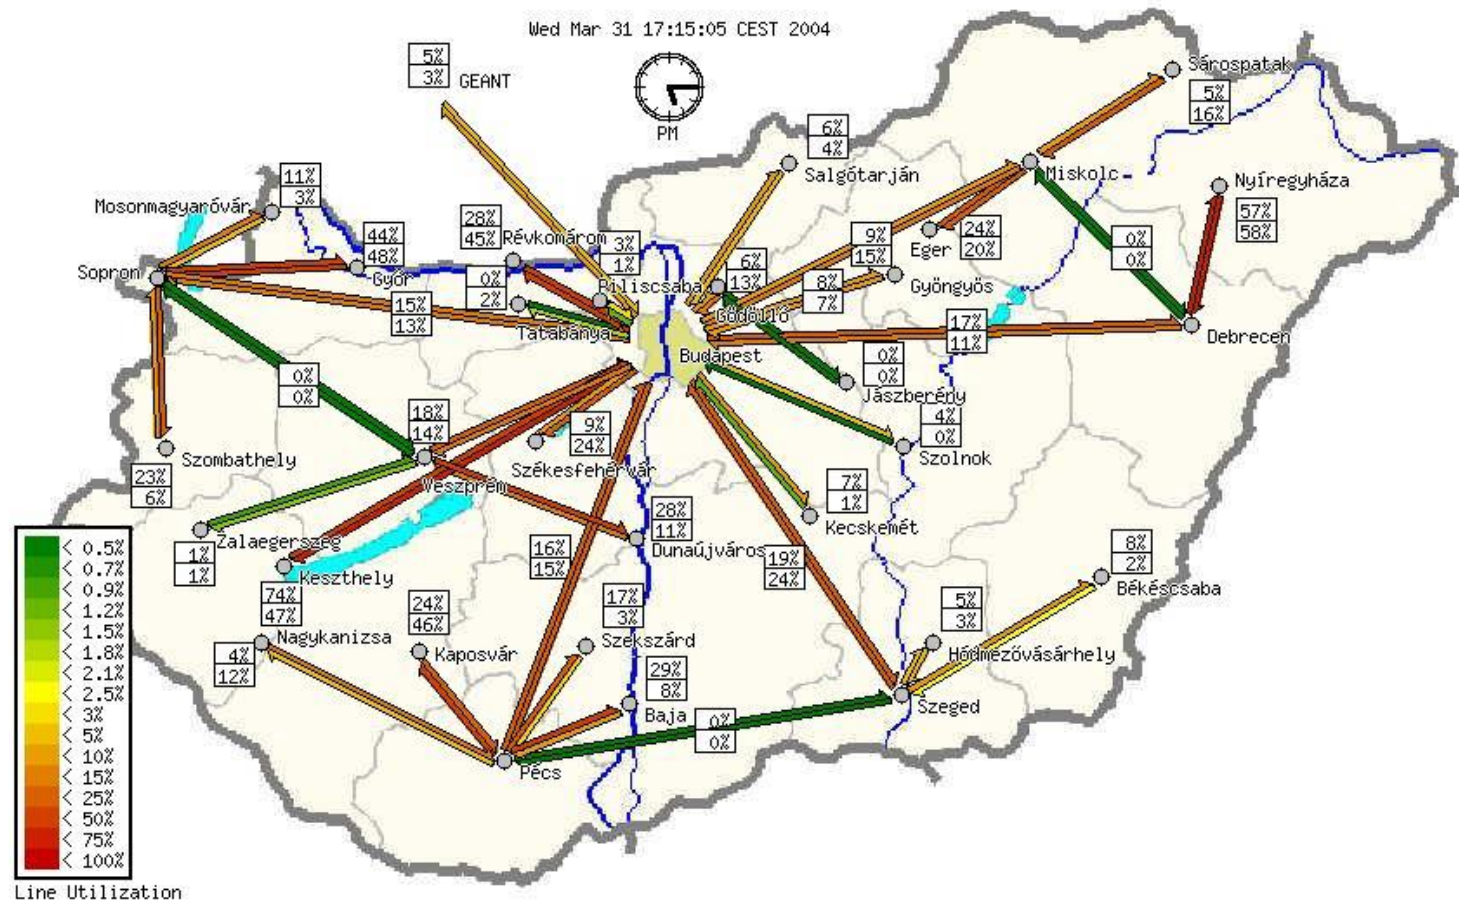 Wed Mar 31 17:15:05 CEST 2004
5%
3%
GEANT
PM
Sárospatak
5%
16%
6%
4%
Salgótarján
Miskolc
Nyíregyháza
57%
58%
11%
3%
Mosonmagyaróvár
44%
48%
Győr
28%
45%
Révkomárom
3%
1%
Piliscsaba
9%
15%
Eger
24%
20%
0%
0%
Sopron
0%
2%
Tatabánya
6%
13%
Gödöllő
8%
7%
Gyöngyös
15%
13%
17%
11%
Debrecen
Budapest
0%
0%
Jászberény
0%
0%
18%
14%
Veszprém
9%
24%
Székesfehérvár
4%
0%
Szolnok
Szombathely
23%
6%
7%
1%
Kecskemét
Zalaegerszeg
1%
1%
Keszthely
74%
47%
28%
11%
Dunaújváros
16%
15%
19%
24%
8%
2%
Békéscsaba
Nagykanizsa
4%
12%
24%
46%
Kaposvár
17%
3%
Szekszárd
5%
3%
Hódmezővásárhely
29%
8%
Baja
0%
0%
Szeged
Pécs
< 0.5%
< 0.7%
< 0.9%
< 1.2%
< 1.5%
< 1.8%
< 2.1%
< 2.5%
< 3%
< 5%
< 10%
< 15%
< 25%
< 50%
< 75%
< 100%
Line Utilization